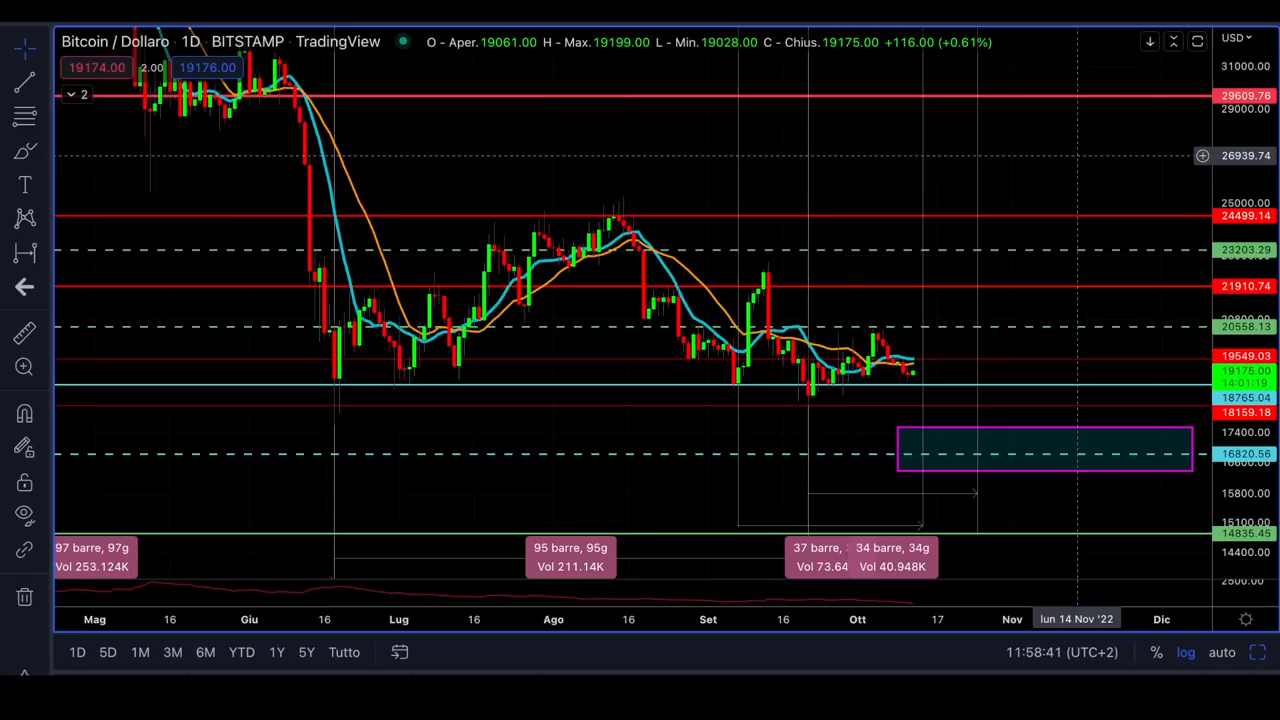 Bitcoin / Dollaro · 1D · BITSTAMP · TradingView
O - Aper.19061.00 H - Max.19199.00 L - Min.19028.00 C - Chius.19175.00 +116.00 (+0.61%)
USD
19174.00 2.00 19176.00
2
31000.00
29609.76
29000.00
26939.74
25000.00
24499.14
23203.29
21910.74
20558.13
19549.03
19175.00
14:01:19
18765.04
18159.18
17400.00
16820.56
16000.00
15800.00
15100.00
14835.45
14400.00
2500.00
97 barre, 97g
Vol 253.124K
95 barre, 95g
Vol 211.14K
37 barre,
Vol 73.64
34 barre, 34g
Vol 40.948K
Mag 16 Giu 16 Lug 16 Ago 16 Set 16 Ott 17 Nov lun 14 Nov '22 Dic
1D 5D 1M 3M 6M YTD 1Y 5Y Tutto 11:58:41 (UTC+2) % log auto